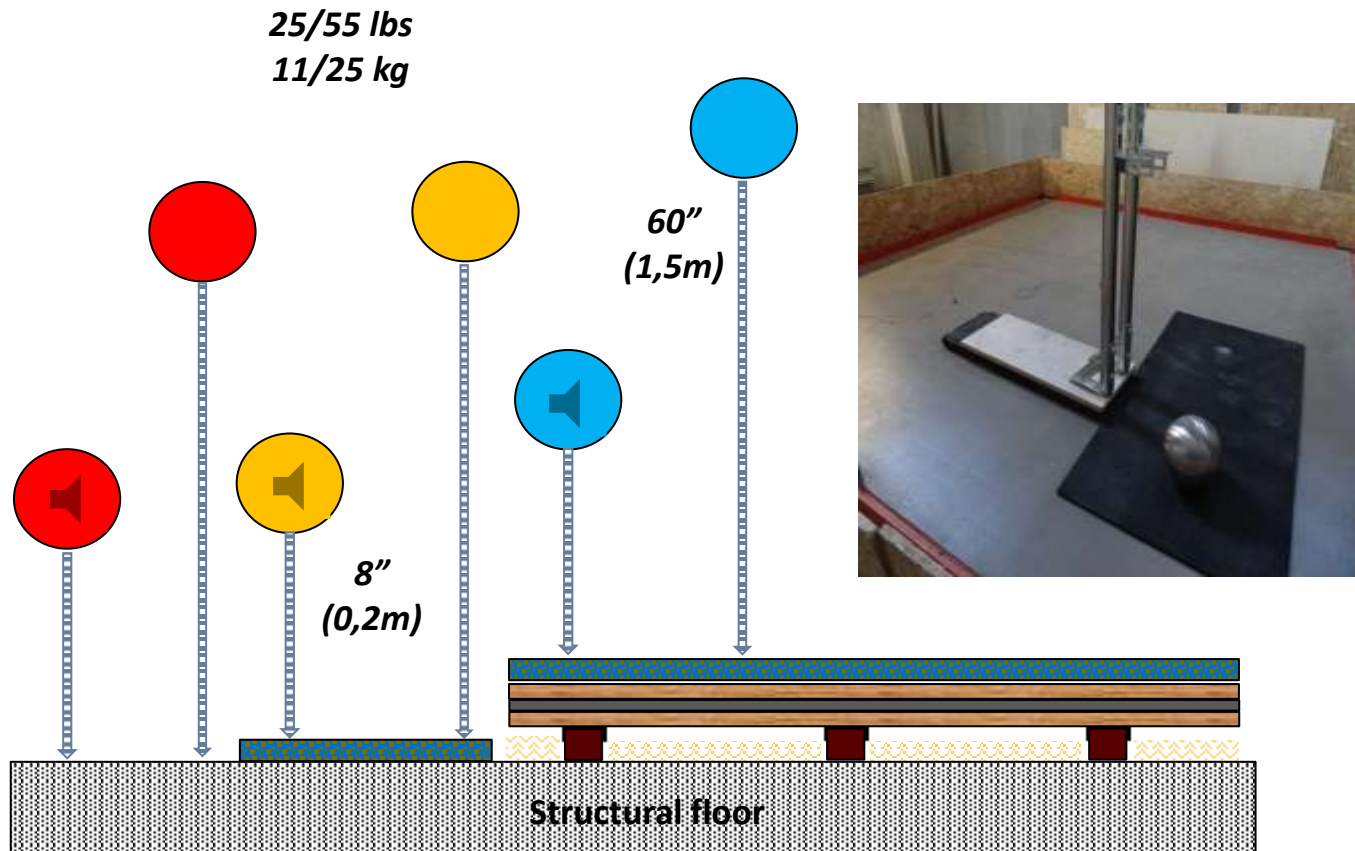 25/55 lbs
11/25 kg
60”
(1,5m)
8”
(0,2m)
Structural floor